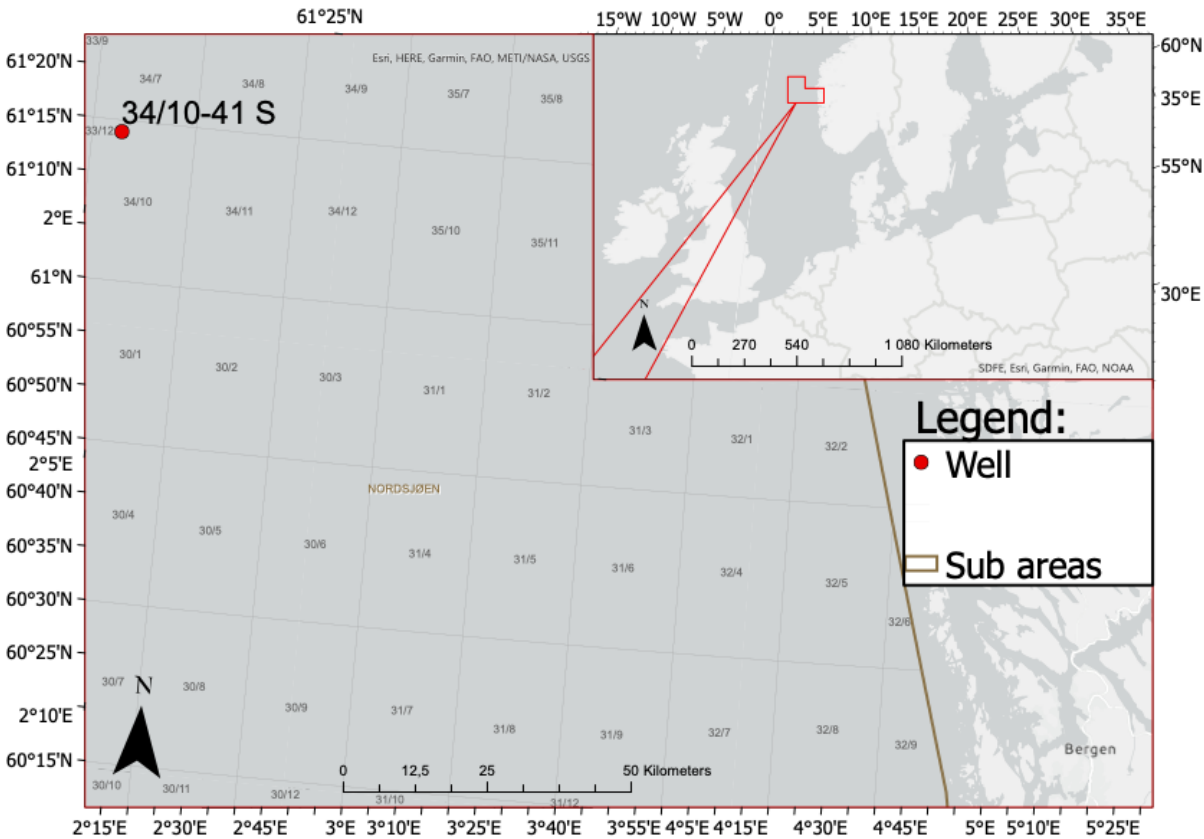 61°25'N
15°W 10°W 5°W 0° 5°E 10°E 15°E 20°E 25°E 30°E 35°E
33/9
Esri, HERE, Garmin, FAO, METI/NASA, USGS
60°N
61°20'N
34/7 34/8 34/9 35/7 35/8
35°E
61°15'N
34/10-41 S
33/12
61°10'N
55°N
34/10 34/11 34/12 35/10 35/11
2°E
61°N
30°E
N
60°55'N
0 270 540 1 080 Kilometers
30/1 30/2 30/3 31/1 31/2
SDFE, Esri, Garmin, FAO, NOAA
60°50'N
Legend:
31/3 32/1 32/2
60°45'N
Well
2°5'E
60°40'N
NORDSJØEN
30/4 30/5 30/6 31/4 31/5 31/6 32/4 32/5
60°35'N
Sub areas
60°30'N
32/6
60°25'N
30/7 N 30/8 30/9 31/7 31/8 31/9 32/7 32/8 32/9
2°10'E
Bergen
60°15'N
0 12,5 25 50 Kilometers
30/10 30/11 30/12 31/10 31/12
2°15'E 2°30'E 2°45'E 3°E 3°10'E 3°25'E 3°40'E 3°55'E 4°E 4°15'E 4°30'E 4°45'E 5°E 5°10'E 5°30'E